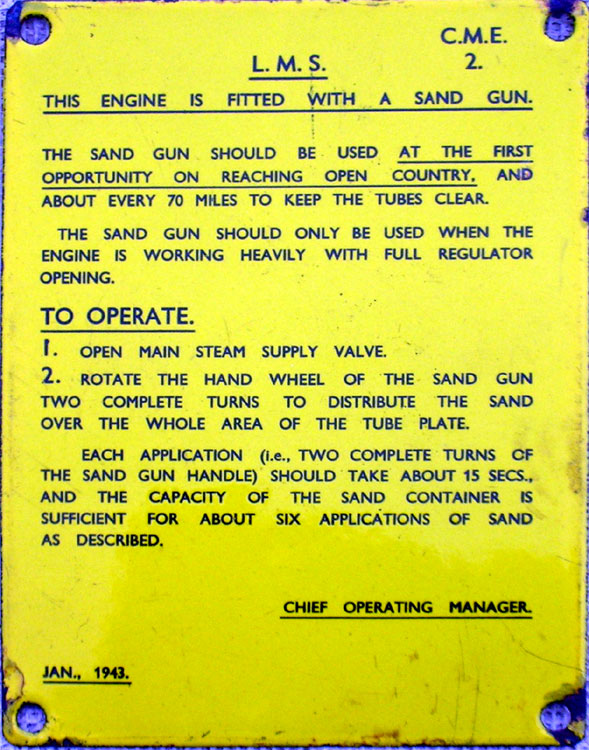 C.M.E.
L. M. S. 2.
THIS ENGINE IS FITTED WITH A SAND GUN.
THE SAND GUN SHOULD BE USED AT THE FIRST
OPPORTUNITY ON REACHING OPEN COUNTRY, AND
ABOUT EVERY 70 MILES TO KEEP THE TUBES CLEAR.
THE SAND GUN SHOULD ONLY BE USED WHEN THE
ENGINE IS WORKING HEAVILY WITH FULL REGULATOR
OPENING.
TO OPERATE.
1. OPEN MAIN STEAM SUPPLY VALVE.
2. ROTATE THE HAND WHEEL OF THE SAND GUN
TWO COMPLETE TURNS TO DISTRIBUTE THE SAND
OVER THE WHOLE AREA OF THE TUBE PLATE.
EACH APPLICATION (i.e., TWO COMPLETE TURNS OF
THE SAND GUN HANDLE) SHOULD TAKE ABOUT 15 SECS.,
AND THE CAPACITY OF THE SAND CONTAINER IS
SUFFICIENT FOR ABOUT SIX APPLICATIONS OF SAND
AS DESCRIBED.
CHIEF OPERATING MANAGER.
JAN., 1943.